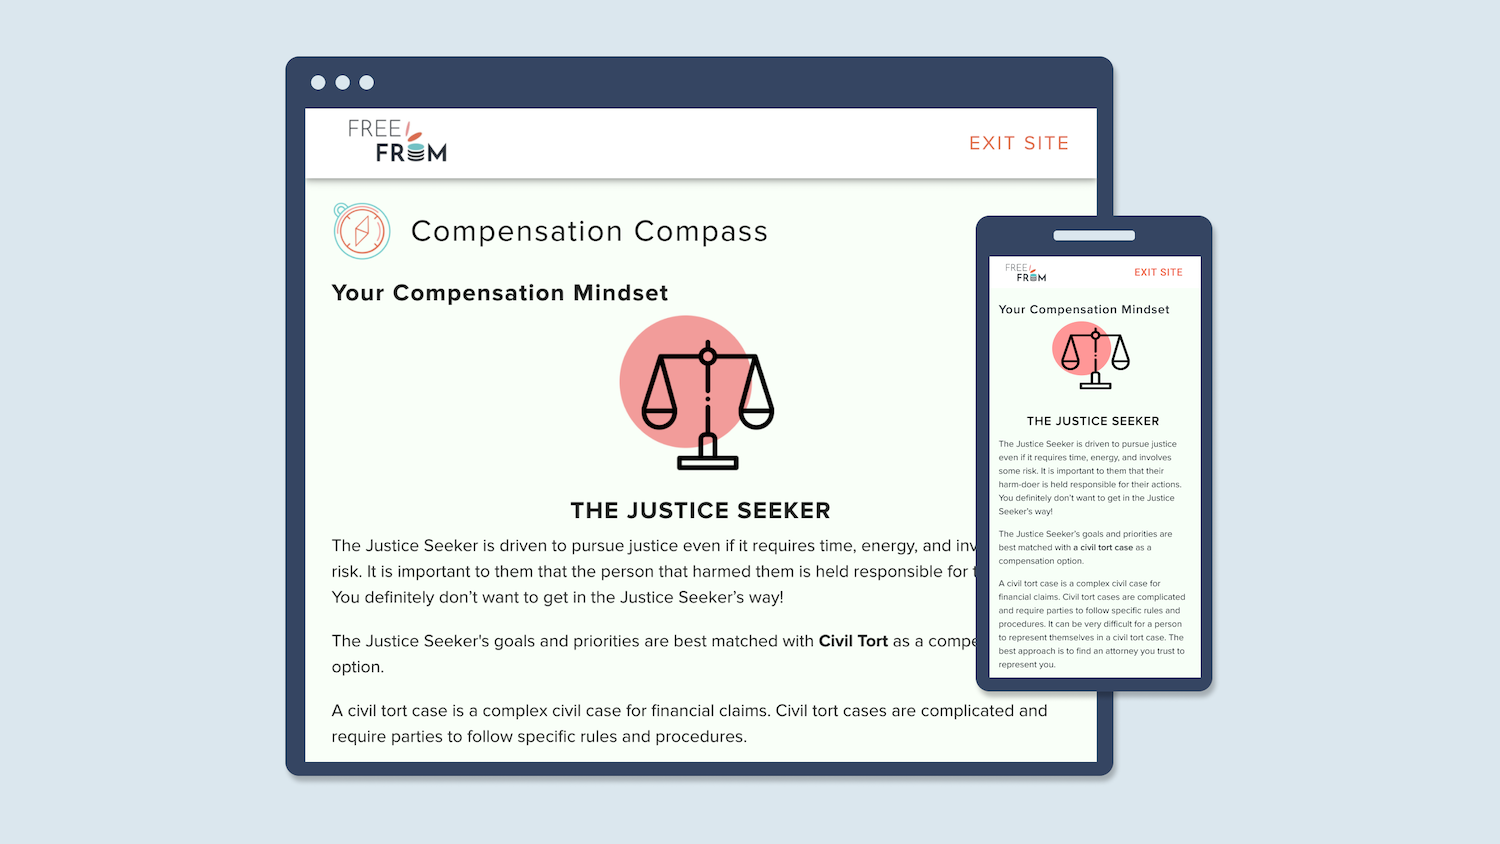 FREE
FROM
EXIT SITE
Compensation Compass
Your Compensation Mindset
THE JUSTICE SEEKER
The Justice Seeker is driven to pursue justice even if it requires time, energy, and
risk. It is important to them that the person that harmed them is held responsible for
You definitely don’t want to get in the Justice Seeker’s way!
The Justice Seeker's goals and priorities are best matched with Civil Tort as a
option.
A civil tort case is a complex civil case for financial claims. Civil tort cases are complicated and
require parties to follow specific rules and procedures.
FREE
FROM
EXIT SITE
Your Compensation Mindset
THE JUSTICE SEEKER
The Justice Seeker is driven to pursue justice
even if it requires time, energy, and involves
some risk. It is important to them that their
harm-doer is held responsible for their actions.
You definitely don’t want to get in the Justice
Seeker’s way!
The Justice Seeker’s goals and priorities are
best matched with a civil tort case as a
compensation option.
A civil tort case is a complex civil case for
financial claims. Civil tort cases are complicated
and require parties to follow specific rules and
procedures. It can be very difficult for a person
to represent themselves in a civil tort case. The
best approach is to find an attorney you trust to
represent you.